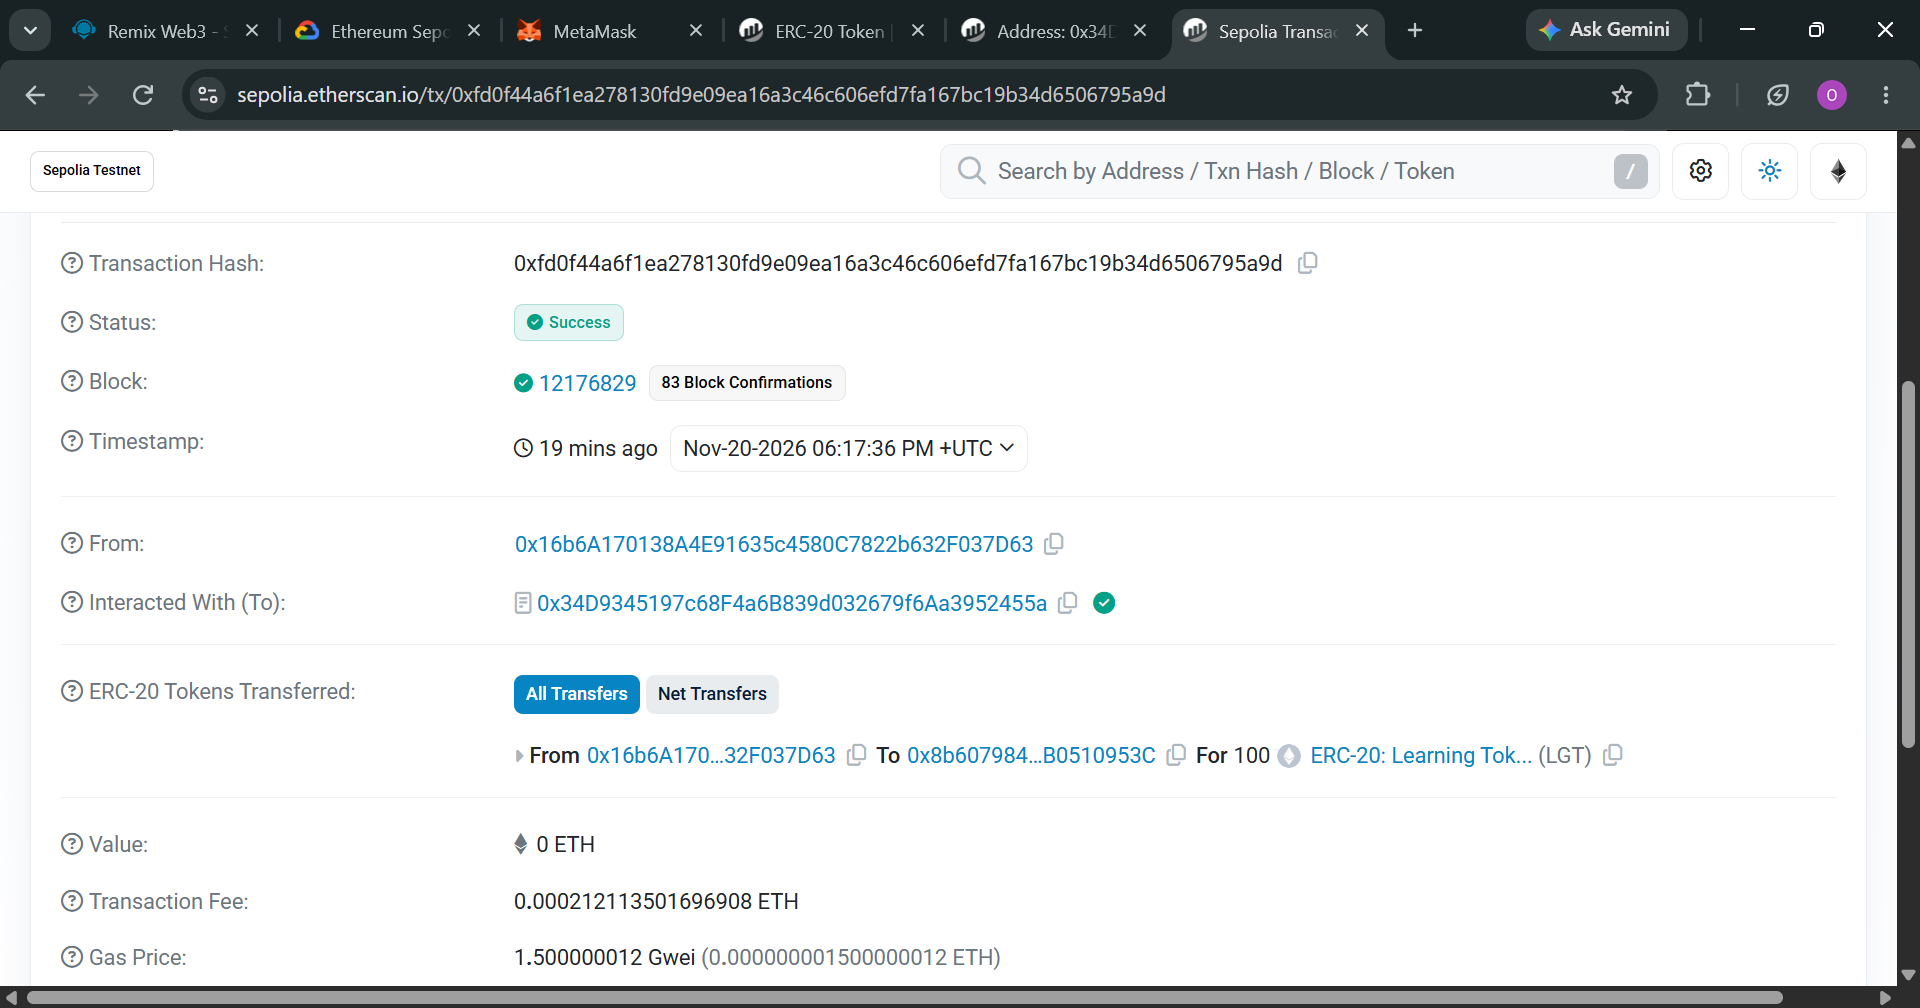 Remix Web3 -
Ethereum Sepo
MetaMask
ERC-20 Token |
Address: 0x34D
Sepolia Transac
Ask Gemini
sepolia.etherscan.io/tx/0xfd0f44a6f1ea278130fd9e09ea16a3c46c606efd7fa167bc19b34d6506795a9d
O
Sepolia Testnet
Search by Address / Txn Hash / Block / Token
/
Transaction Hash:
0xfd0f44a6f1ea278130fd9e09ea16a3c46c606efd7fa167bc19b34d6506795a9d
Status:
Success
Block:
12176829
83 Block Confirmations
Timestamp:
19 mins ago
Nov-20-2026 06:17:36 PM +UTC
From:
0x16b6A170138A4E91635c4580C7822b632F037D63
Interacted With (To):
0x34D9345197c68F4a6B839d032679f6Aa3952455a
ERC-20 Tokens Transferred:
All Transfers
Net Transfers
From 0x16b6A170...32F037D63 To 0x8b607984...B0510953C For 100 ERC-20: Learning Tok... (LGT)
Value:
0 ETH
Transaction Fee:
0.000212113501696908 ETH
Gas Price:
1.500000012 Gwei (0.000000001500000012 ETH)